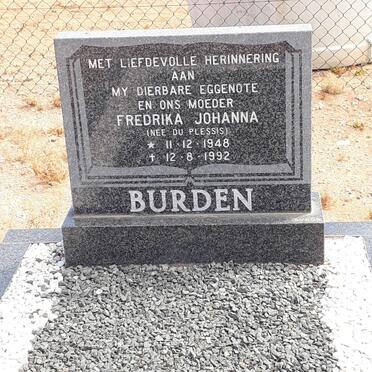 MET LIEFDEVOLLE HERINNERING
AAN
MY DIERBARE EGGENOTE
EN ONS MOEDER
FREDRIKA JOHANNA
(NEE DU PLESSIS)
★ 11-12-1948
✝ 12-8-1992
BURDEN